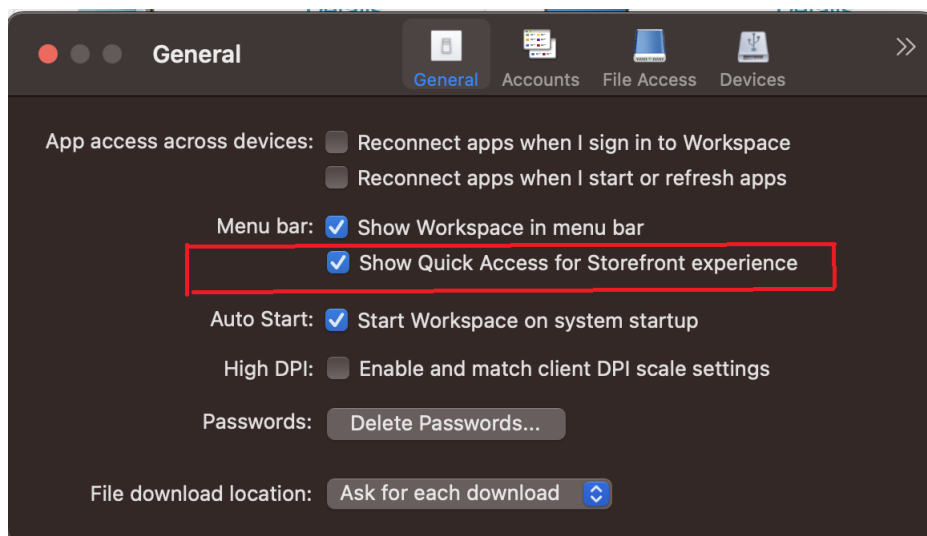 General
General Accounts File Access Devices
App access across devices: Reconnect apps when I sign in to Workspace
Reconnect apps when I start or refresh apps
Menu bar: Show Workspace in menu bar
Show Quick Access for Storefront experience
Auto Start: Start Workspace on system startup
High DPI: Enable and match client DPI scale settings
Passwords: Delete Passwords...
File download location: Ask for each download